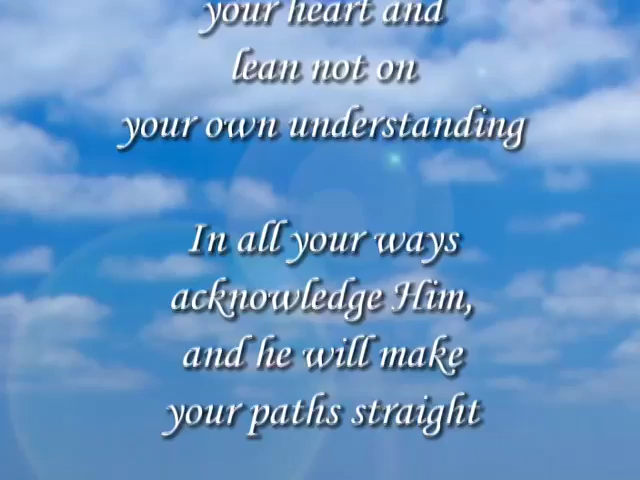 your heart and
lean not on
your own understanding
In all your ways
acknowledge Him,
and he will make
your paths straight